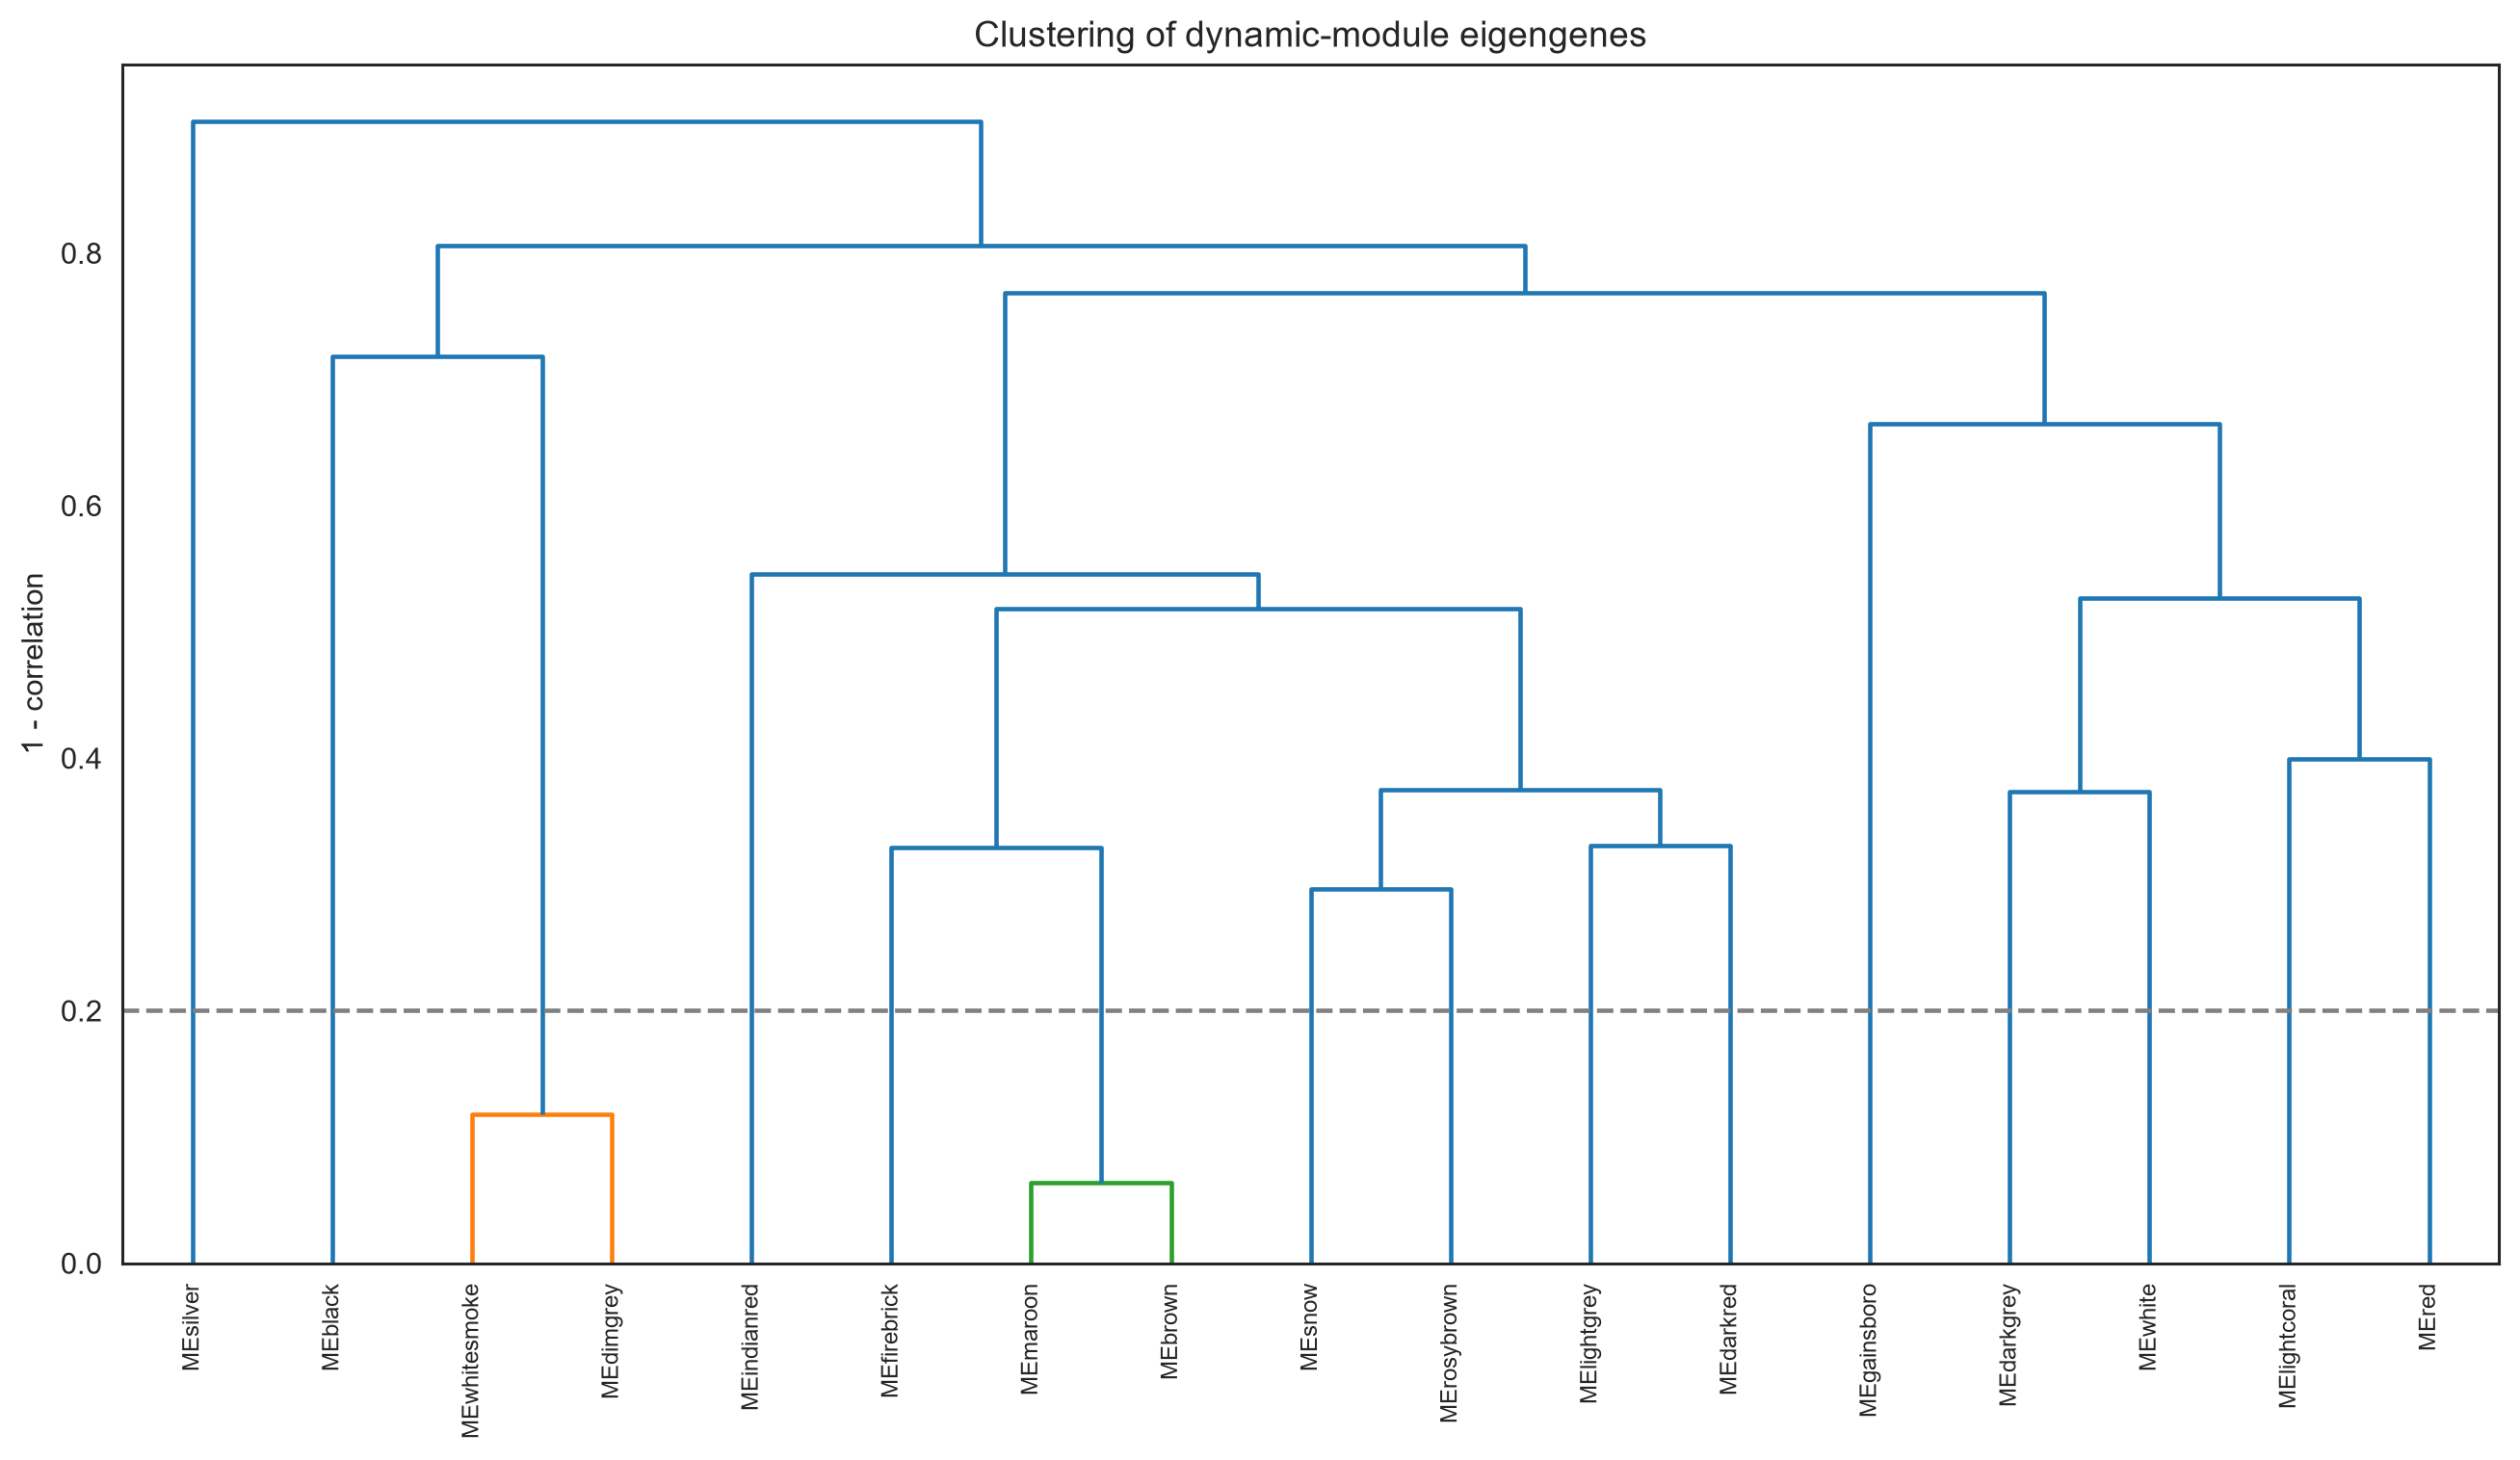 Clustering of dynamic-module eigengenes
1 - correlation
0.8
0.6
0.4
0.2
0.0
MEsilver
MEblack
MEwhitesmoke
MEdimgrey
MEindianred
MEfirebrick
MEmaroon
MEbrown
MEsnow
MErosybrown
MElightgrey
MEdarkred
MEgainsboro
MEdarkgrey
MEwhite
MElightcoral
MEred